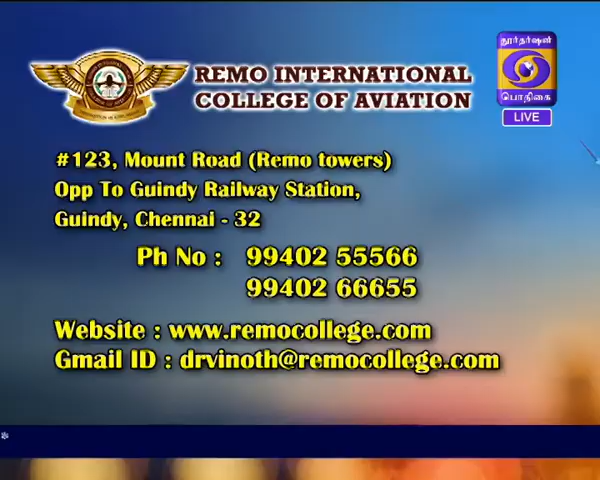 REMO INTERNATIONAL
COLLEGE OF AVIATION
தூர்தர்ஷன்
பொதிகை
LIVE
#123, Mount Road (Remo towers)
Opp To Guindy Railway Station,
Guindy, Chennai - 32
Ph No : 99402 55566
99402 66655
Website : www.remocollege.com
Gmail ID : drvinoth@remocollege.com